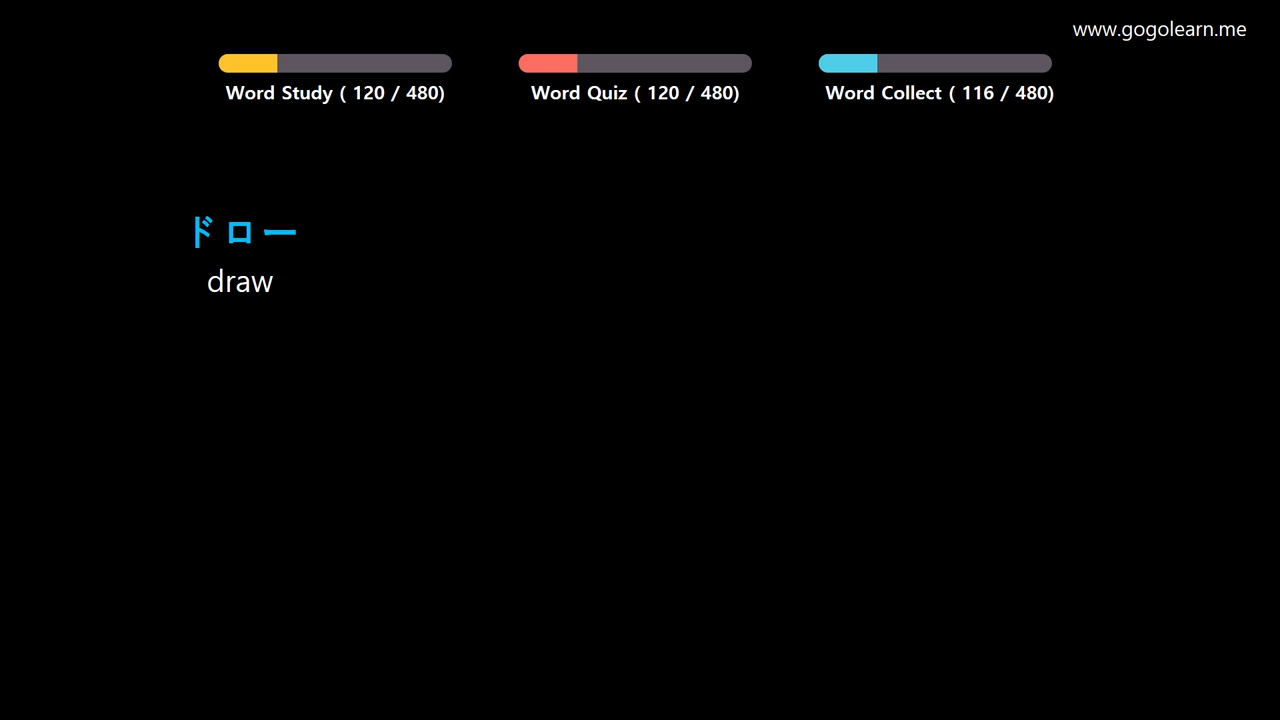 www.gogolearn.me
Word Study ( 120 / 480)
Word Quiz ( 120 / 480)
Word Collect ( 116 / 480)
ドロー
draw